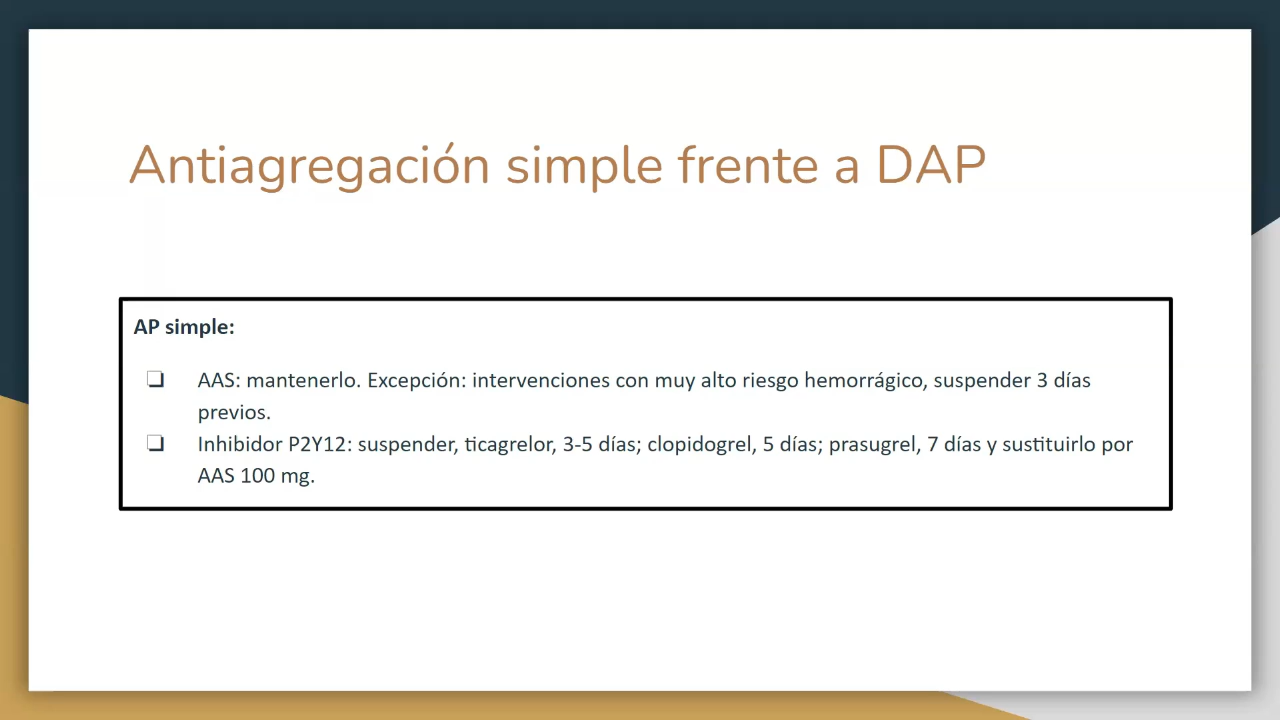 Antiagregación simple frente a DAP
AP simple:
❏ AAS: mantenerlo. Excepción: intervenciones con muy alto riesgo hemorrágico, suspender 3 días
previos.
❏ Inhibidor P2Y12: suspender, ticagrelor, 3-5 días; clopidogrel, 5 días; prasugrel, 7 días y sustituirlo por
AAS 100 mg.